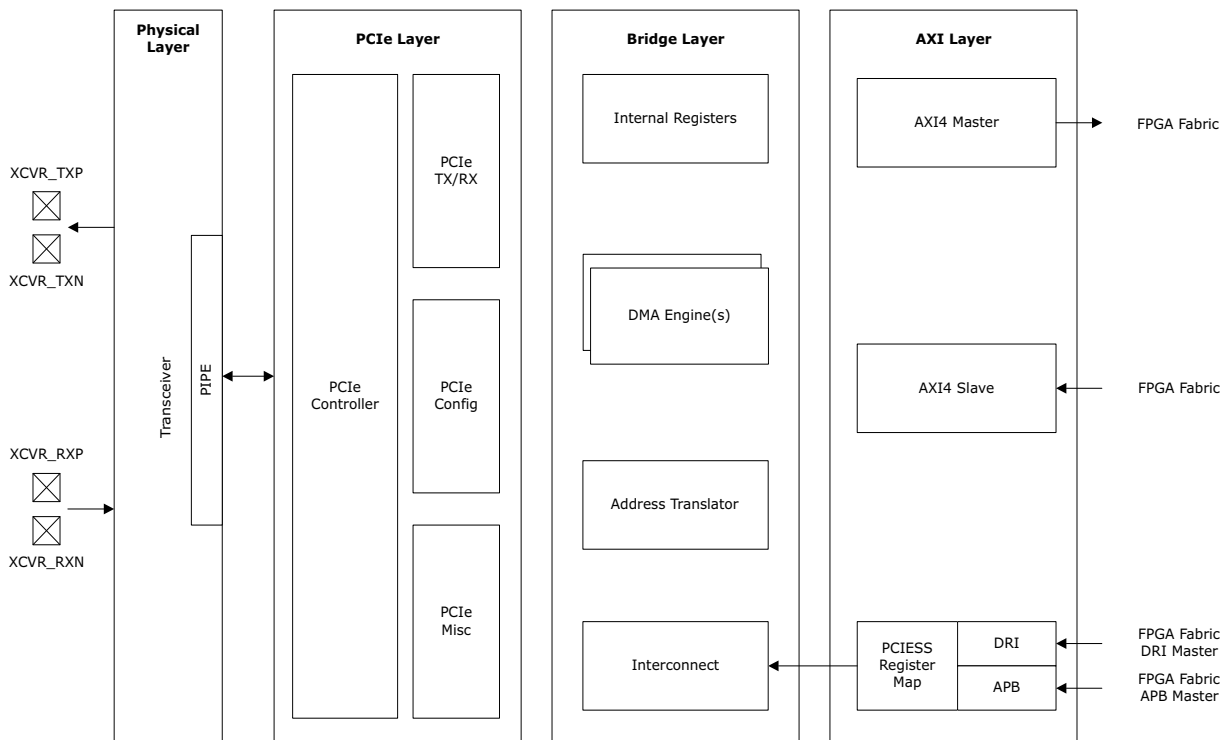 Physical
Layer
PCIe Layer
Bridge Layer
AXI Layer
XCVR_TXP
XCVR_TXN
XCVR_RXP
XCVR_RXN
Transceiver
PIPE
PCIe
Controller
PCIe
TX/RX
PCIe
Config
PCIe
Misc
Internal Registers
DMA Engine(s)
Address Translator
Interconnect
AXI4 Master
AXI4 Slave
PCIESS
Register
Map
DRI
APB
FPGA Fabric
FPGA Fabric
FPGA Fabric
DRI Master
FPGA Fabric
APB Master